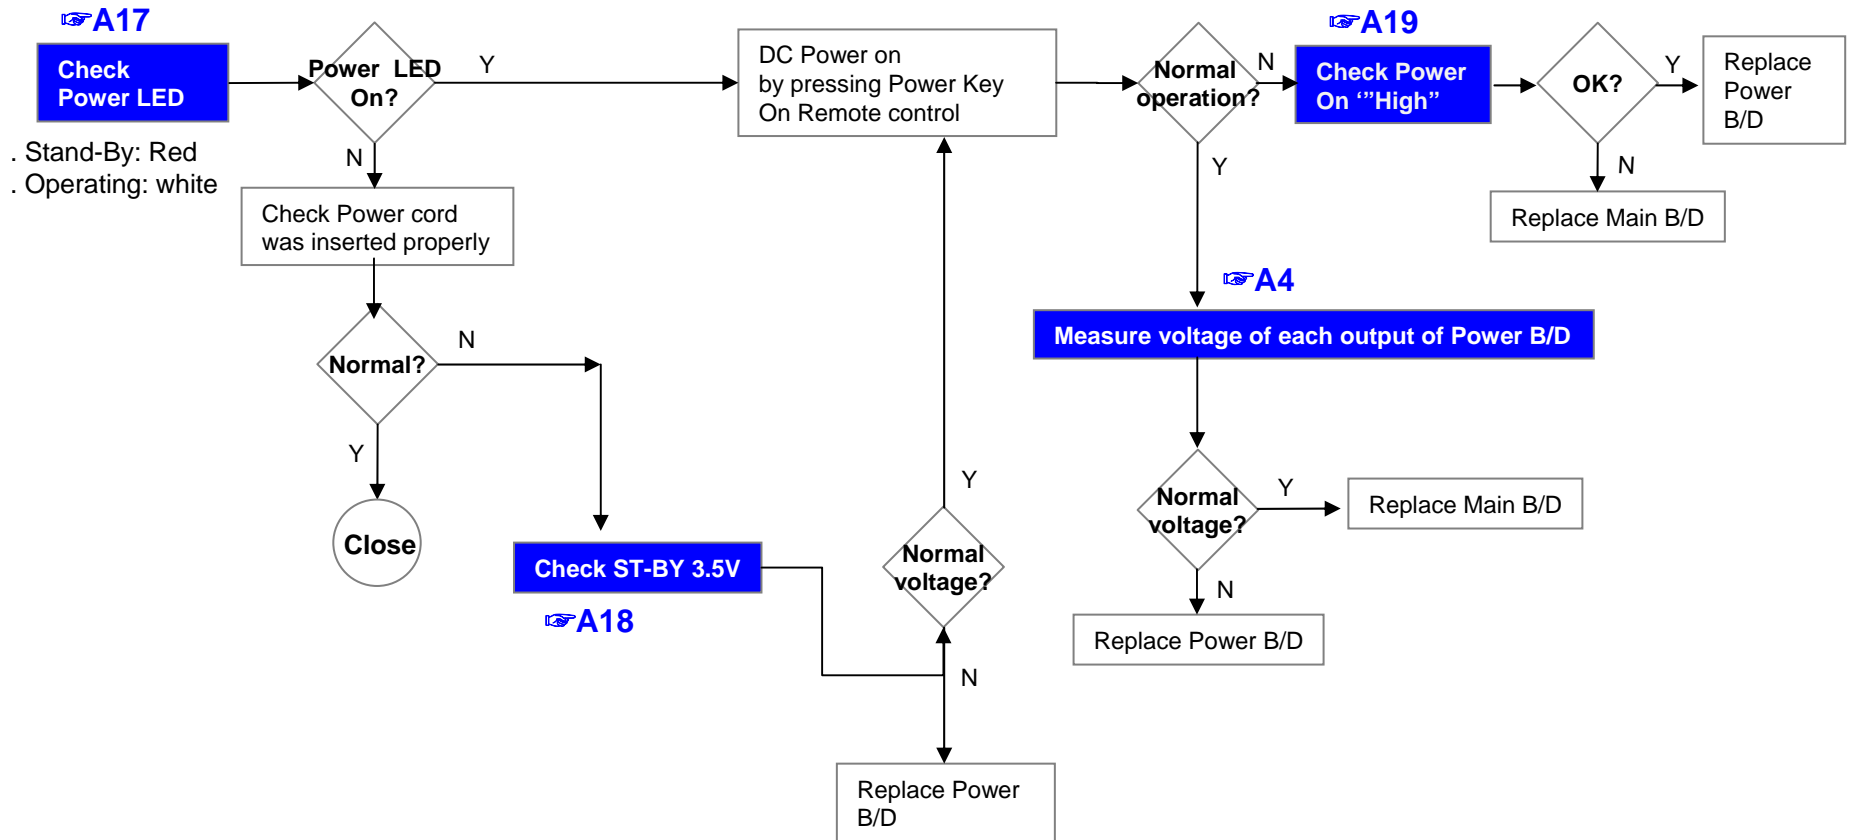 ☞A17
Check
Power LED
. Stand-By: Red
. Operating: white
Power LED
On?
Y
N
Check Power cord
was inserted properly
Normal?
N
Y
Close
Check ST-BY 3.5V
☞A18
DC Power on
by pressing Power Key
On Remote control
Y
Normal
voltage?
N
Replace Power
B/D
Normal
operation?
N
Y
☞A19
Check Power
On ‘"High"
OK?
Y
Replace
Power
B/D
N
Replace Main B/D
☞A4
Measure voltage of each output of Power B/D
Normal
voltage?
Y
Replace Main B/D
N
Replace Power B/D